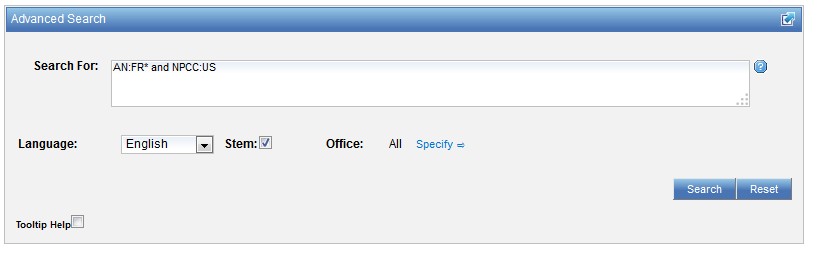 Advanced Search
Search For: AN:FR* and NPCC:US
Language: English Stem: Office: All Specify ⇨
Search Reset
Tooltip Help